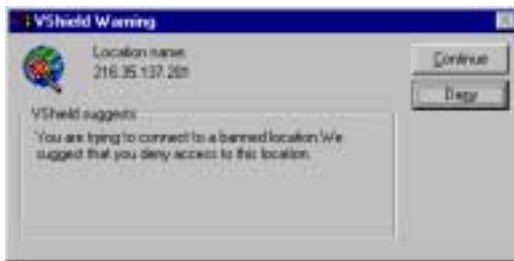 VShield Warning
Location name:
216.35.137.201
Continue
Deny
VShield suggests
You are trying to connect to a banned location.We
suggest that you deny access to this location.